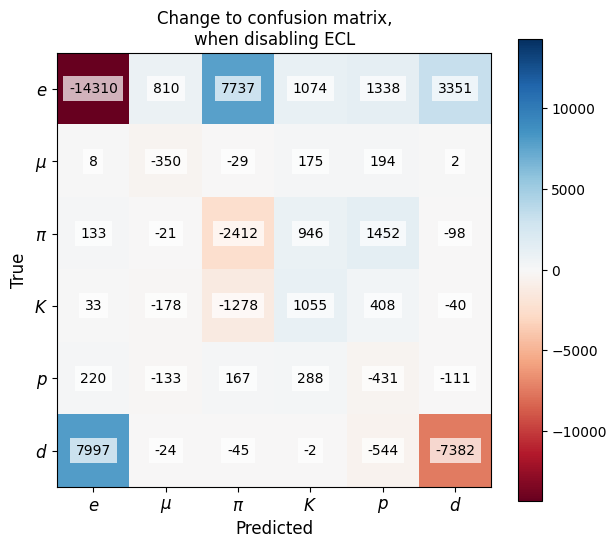 Change to confusion matrix,
when disabling ECL
e -14310 810 7737 1074 1338 3351
μ 8 -350 -29 175 194 2
π 133 -21 -2412 946 1452 -98
K 33 -178 -1278 1055 408 -40
p 220 -133 167 288 -431 -111
d 7997 -24 -45 -2 -544 -7382
e μ π K p d
Predicted
True
10000
5000
0
−5000
−10000